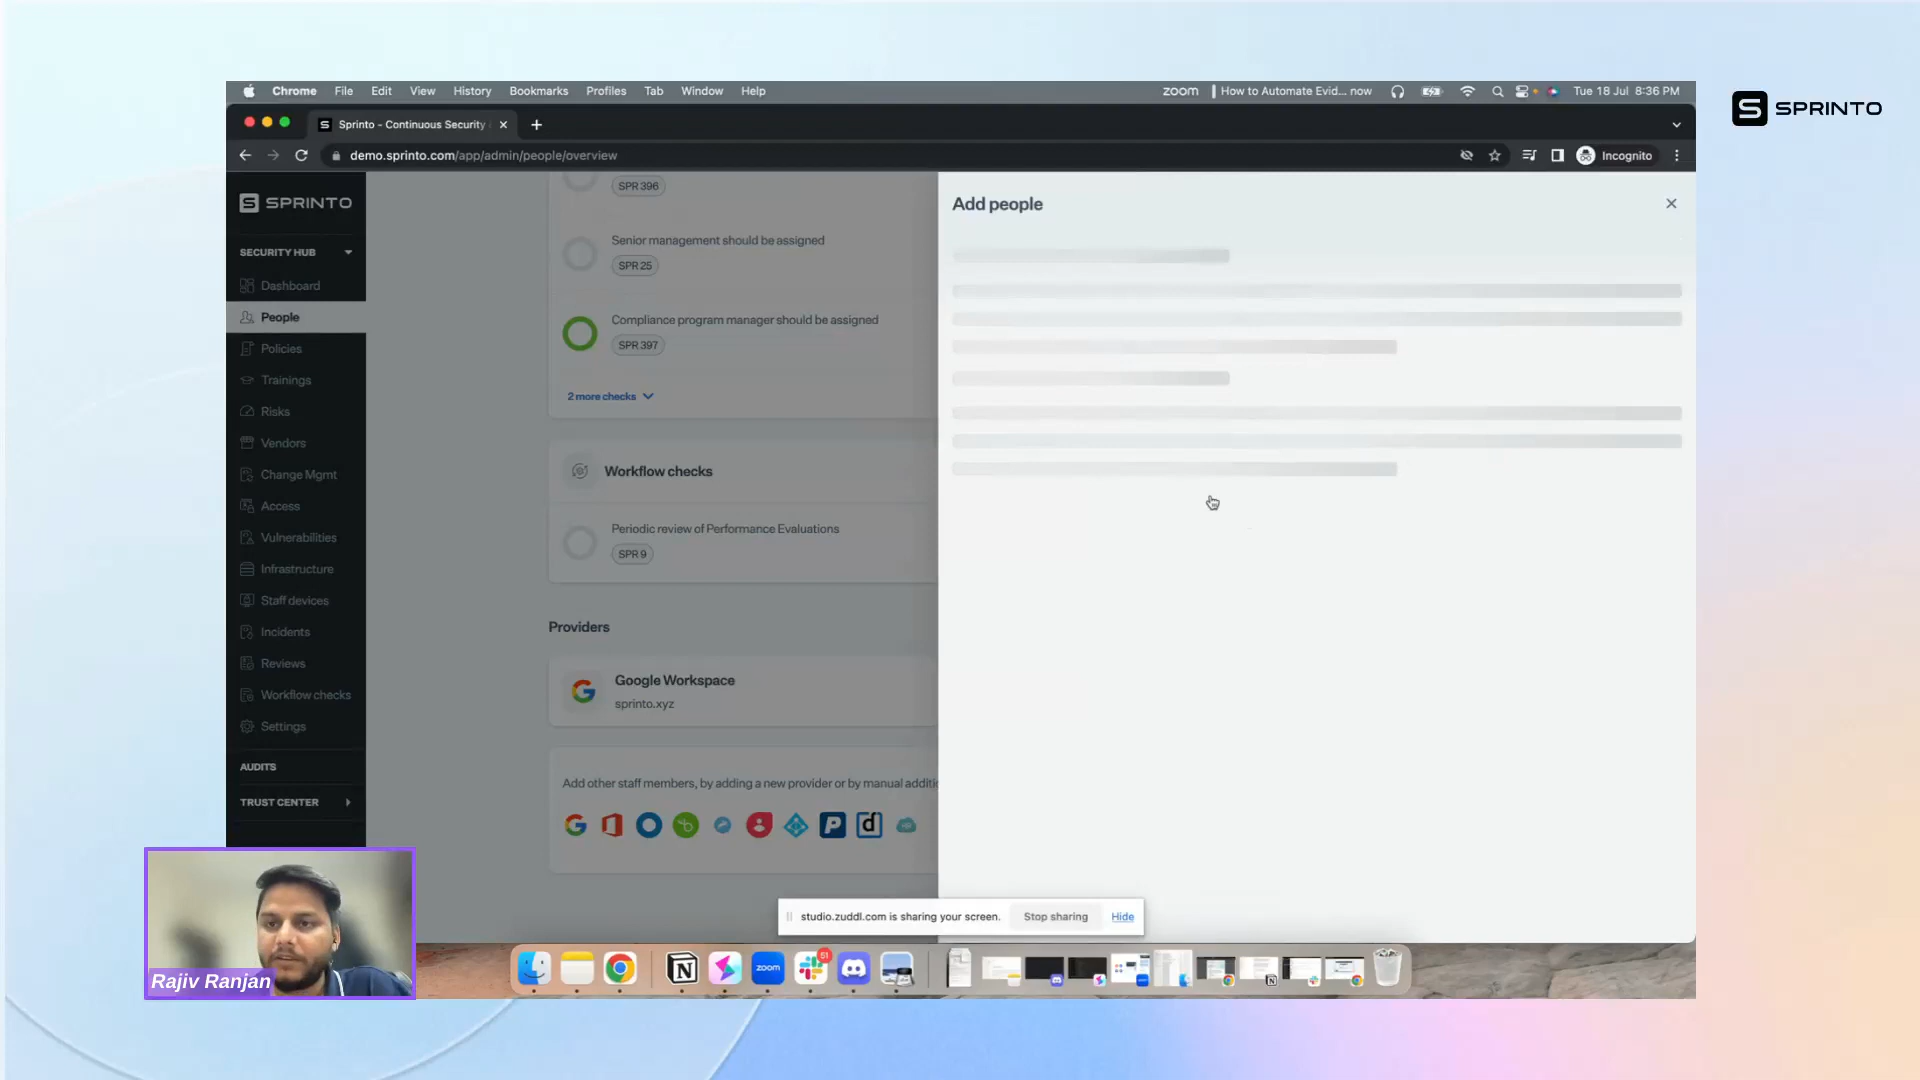 Chrome File Edit View History Bookmarks Profiles Tab Window Help
zoom How to Automate Evid... now Tue 18 Jul 8:36 PM
SPRINTO
Sprinto - Continuous Security
demo.sprinto.com/app/admin/people/overview
Incognito
SPRINTO
SECURITY HUB
Dashboard
People
Policies
Trainings
Risks
Vendors
Change Mgmt
Access
Vulnerabilities
Infrastructure
Staff devices
Incidents
Reviews
Workflow checks
Settings
AUDITS
TRUST CENTER
SPR 396
Senior management should be assigned
SPR 25
Compliance program manager should be assigned
SPR 397
2 more checks
Workflow checks
Periodic review of Performance Evaluations
SPR 9
Providers
Google Workspace
sprinto.xyz
Add other staff members, by adding a new provider or by manual additi
Add people
studio.zuddl.com is sharing your screen. Stop sharing Hide
zoom
51
Rajiv Ranjan